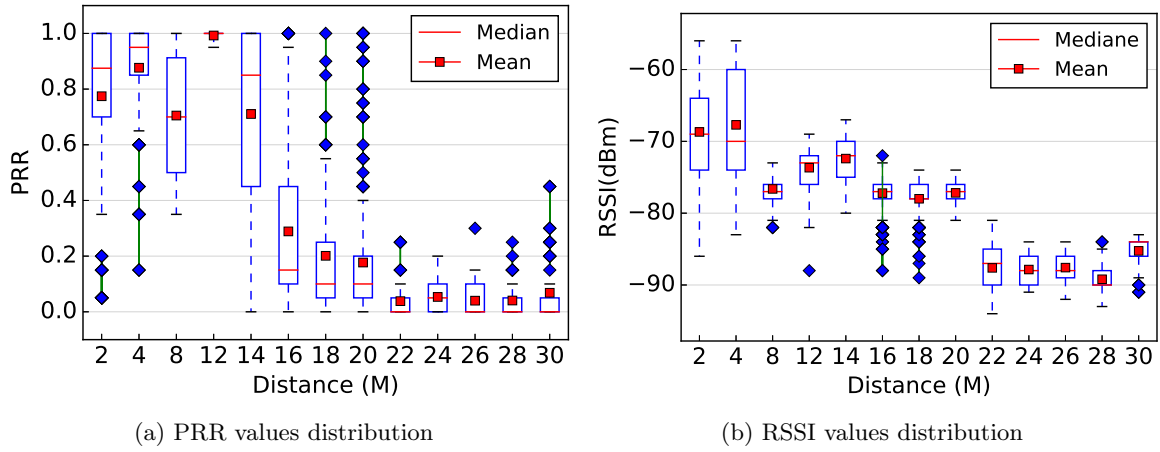 1.0
0.8
0.6
0.4
0.2
0.0
PRR
Median
Mean
2 4 8 12 14 16 18 20 22 24 26 28 30
Distance (M)
(a) PRR values distribution
−60
−70
−80
−90
RSSI(dBm)
Mediane
Mean
2 4 8 12 14 16 18 20 22 24 26 28 30
Distance (M)
(b) RSSI values distribution